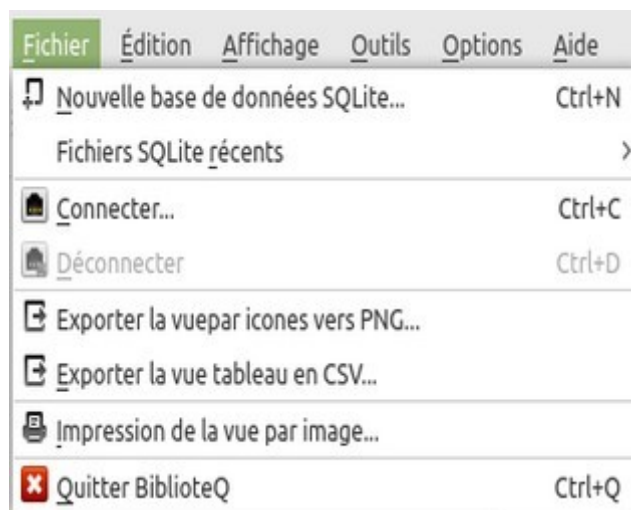 Fichier Édition Affichage Outils Options Aide
Nouvelle base de données SQLite... Ctrl+N
Fichiers SQLite récents
Connecter... Ctrl+C
Déconnecter Ctrl+D
Exporter la vuepar icones vers PNG...
Exporter la vue tableau en CSV...
Impression de la vue par image...
Quitter BiblioteQ Ctrl+Q